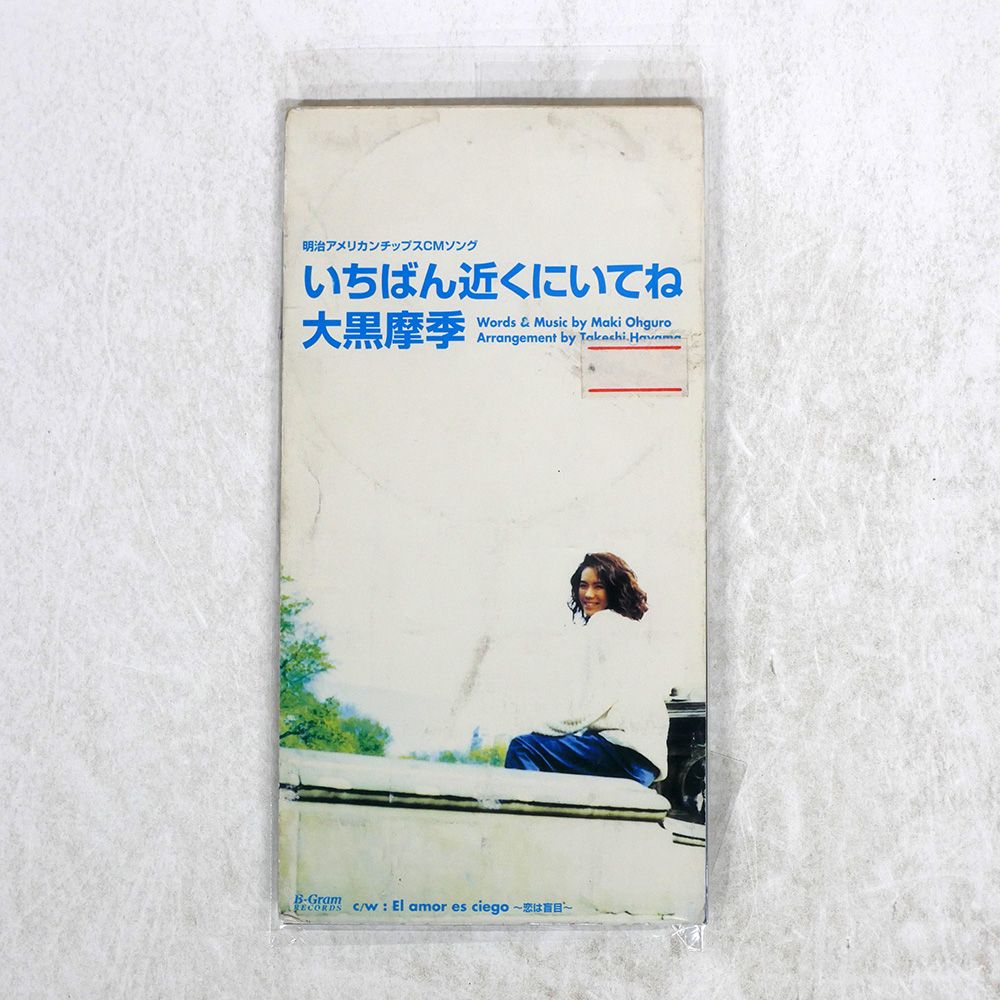 明治アメリカンチップスCMソング
いちばん近くにいてね
大黒摩季
Words & Music by Maki Ohguro
Arrangement by Takeshi Hayama
B-Gram
RECORDS
c/w : El amor es ciego ～恋は盲目～